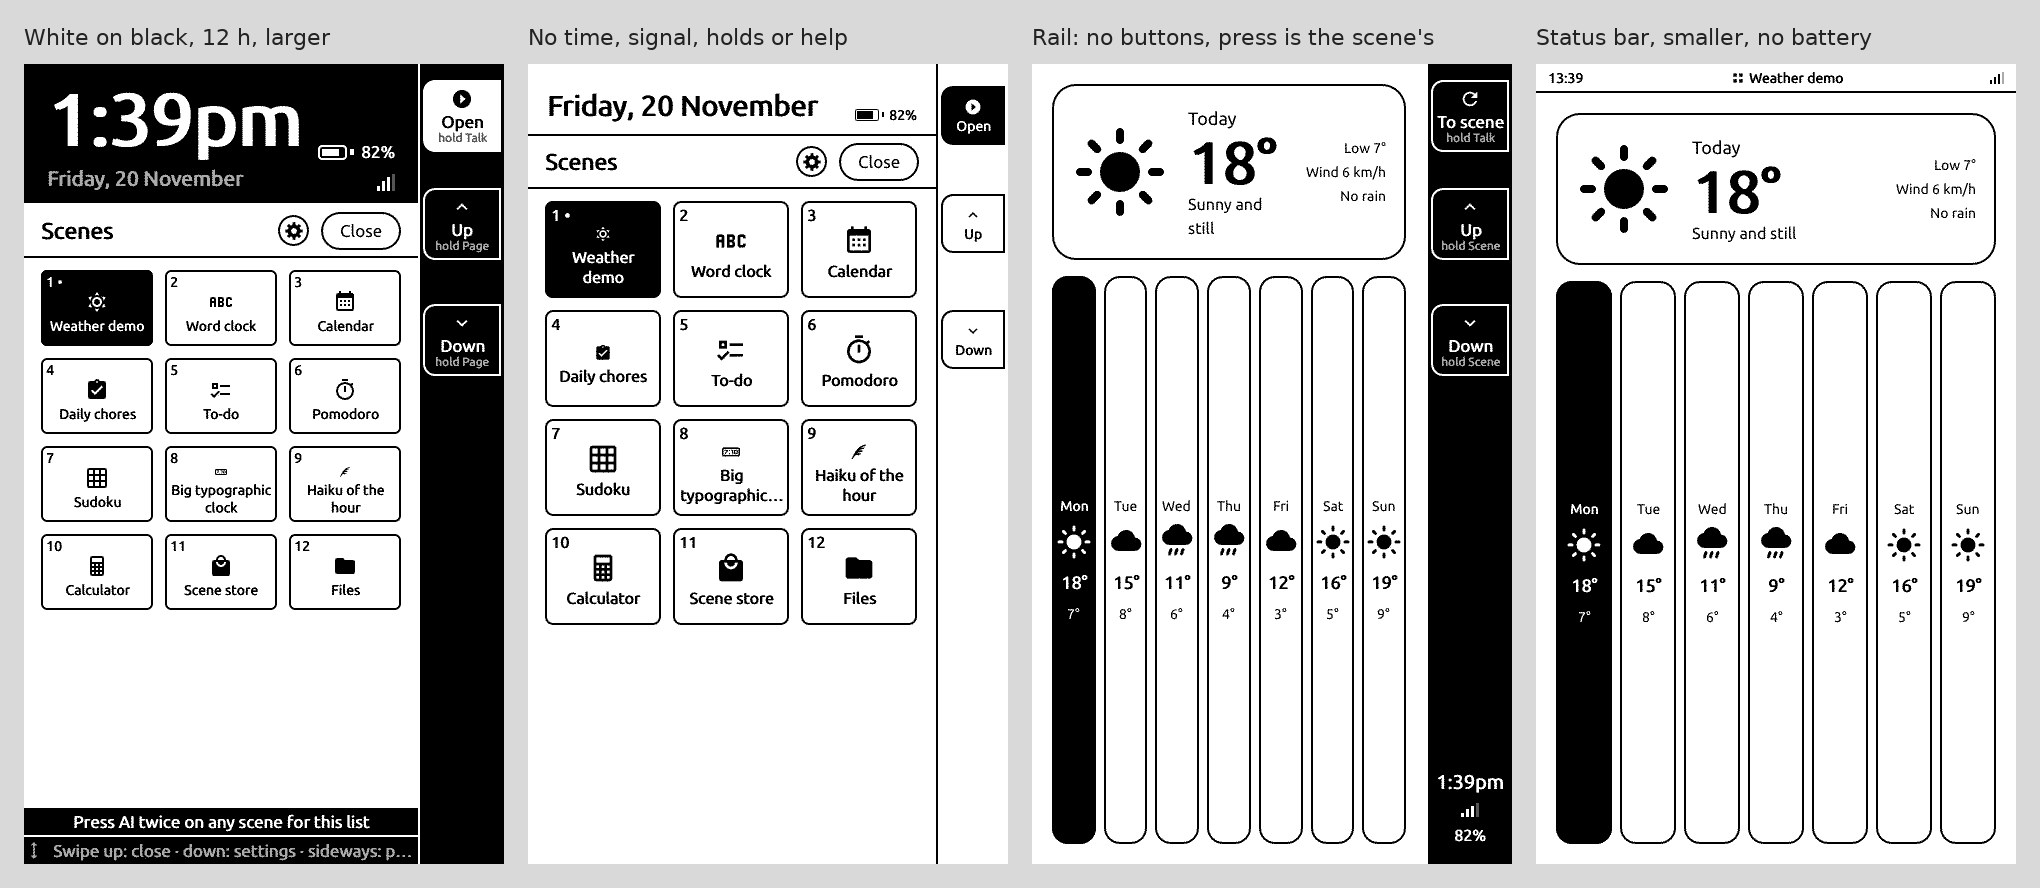 White on black, 12 h, larger
1:39pm
82%
Friday, 20 November
Scenes
Close
1 •
Weather demo
2
ABC
Word clock
3
Calendar
4
Daily chores
5
To-do
6
Pomodoro
7
Sudoku
8
Big typographic
clock
9
Haiku of the
hour
10
Calculator
11
Scene store
12
Files
Press AI twice on any scene for this list
Swipe up: close · down: settings · sideways: p…
Open
hold Talk
Up
hold Page
Down
hold Page
No time, signal, holds or help
Friday, 20 November
82%
Scenes
Close
1 •
Weather
demo
2
ABC
Word clock
3
Calendar
4
Daily chores
5
To-do
6
Pomodoro
7
Sudoku
8
Big
typographic…
9
Haiku of the
hour
10
Calculator
11
Scene store
12
Files
Open
Up
Down
Rail: no buttons, press is the scene's
Today
18°
Sunny and
still
Low 7°
Wind 6 km/h
No rain
Mon
18°
7°
Tue
15°
8°
Wed
11°
6°
Thu
9°
4°
Fri
12°
3°
Sat
16°
5°
Sun
19°
9°
To scene
hold Talk
Up
hold Scene
Down
hold Scene
1:39pm
82%
Status bar, smaller, no battery
13:39
Weather demo
Today
18°
Sunny and still
Low 7°
Wind 6 km/h
No rain
Mon
18°
7°
Tue
15°
8°
Wed
11°
6°
Thu
9°
4°
Fri
12°
3°
Sat
16°
5°
Sun
19°
9°